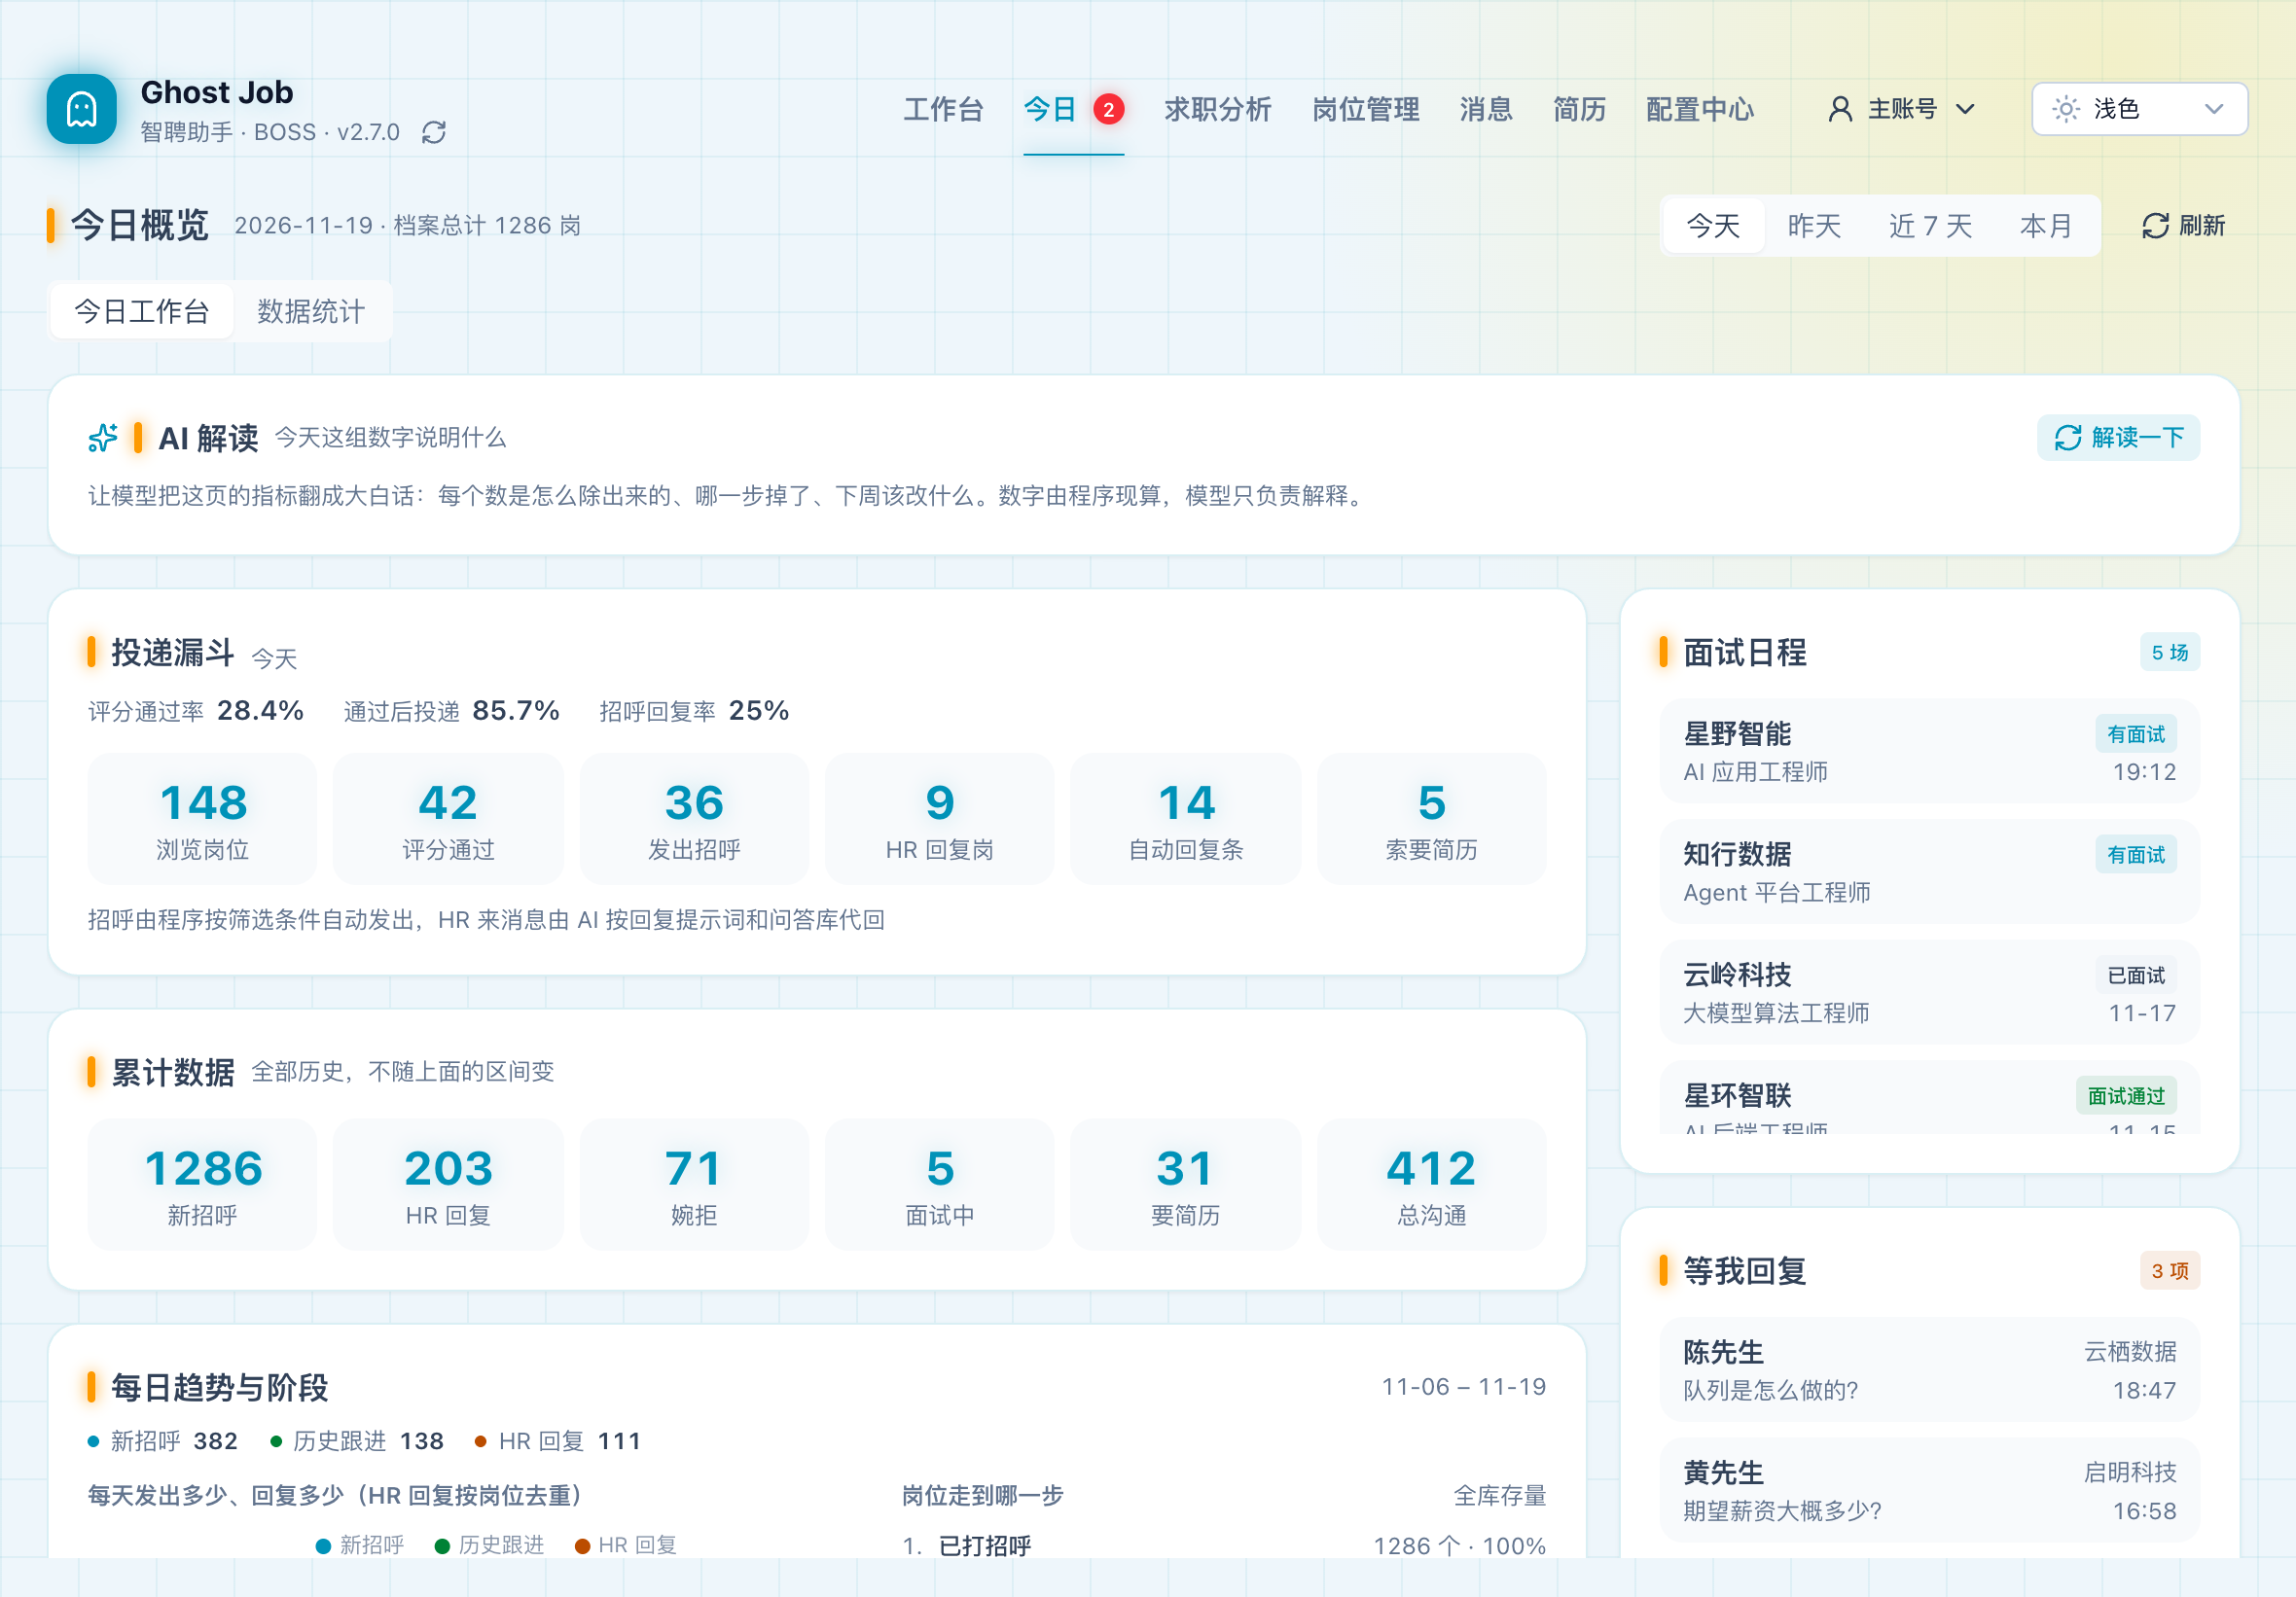 Ghost Job
智聘助手 · BOSS · v2.7.0
工作台 今日 2 求职分析 岗位管理 消息 简历 配置中心 主账号 浅色
今日概览 2026-11-19 · 档案总计 1286 岗
今天 昨天 近 7 天 本月 刷新
今日工作台 数据统计
AI 解读 今天这组数字说明什么 解读一下
让模型把这页的指标翻成大白话：每个数是怎么除出来的、哪一步掉了、下周该改什么。数字由程序现算，模型只负责解释。
投递漏斗 今天
评分通过率 28.4% 通过后投递 85.7% 招呼回复率 25%
148 42 36 9 14 5
浏览岗位 评分通过 发出招呼 HR 回复岗 自动回复条 索要简历
招呼由程序按筛选条件自动发出，HR 来消息由 AI 按回复提示词和问答库代回
累计数据 全部历史，不随上面的区间变
1286 203 71 5 31 412
新招呼 HR 回复 婉拒 面试中 要简历 总沟通
每日趋势与阶段 11-06 – 11-19
新招呼 382 历史跟进 138 HR 回复 111
每天发出多少、回复多少（HR 回复按岗位去重）
新招呼 历史跟进 HR 回复
岗位走到哪一步 全库存量
1. 已打招呼 1286 个 · 100%
面试日程 5 场
星野智能 有面试
AI 应用工程师 19:12
知行数据 有面试
Agent 平台工程师
云岭科技 已面试
大模型算法工程师 11-17
星环智联 面试通过
AI 后端工程师 11-15
等我回复 3 项
陈先生 云栖数据
队列是怎么做的? 18:47
黄先生 启明科技
期望薪资大概多少? 16:58